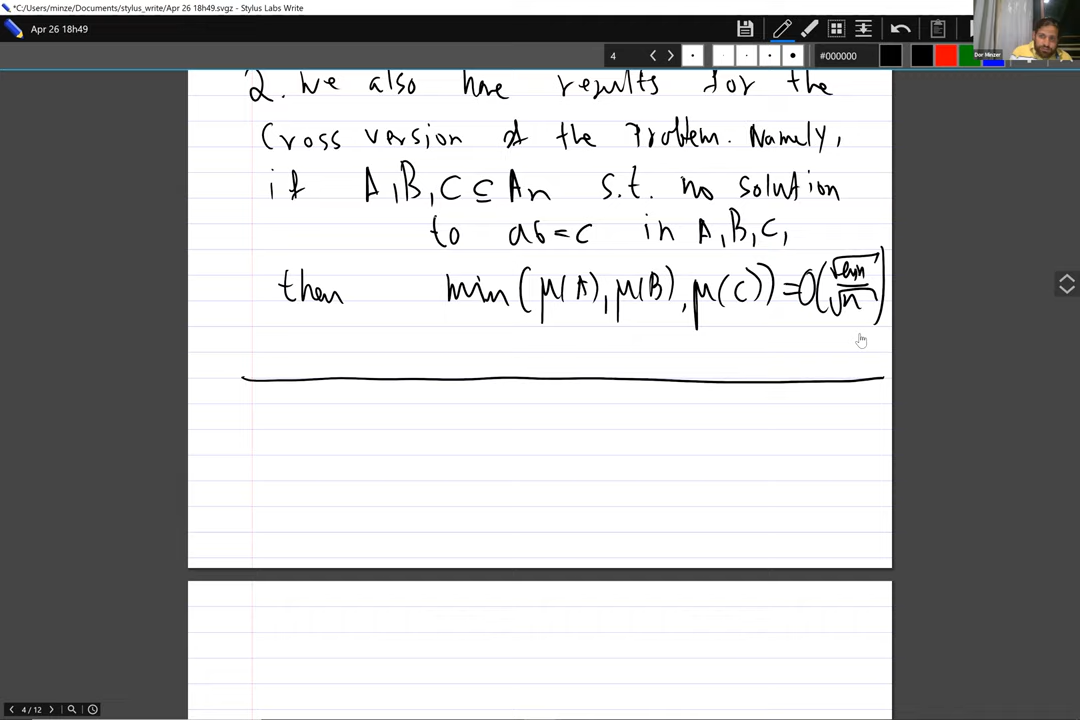 *C:/Users/minze/Documents/stylus_write/Apr 26 18h49.svgz - Stylus Labs Write
Apr 26 18h49
4
#000000
Dor Minzer
2. We also have results for the
Cross version of the Problem. Namely,
if A,B,C ⊆ An s.t. no solution
to ab=c in A,B,C,
then min(μ(A),μ(B),μ(C))=O(√log n/√n)
4 / 12